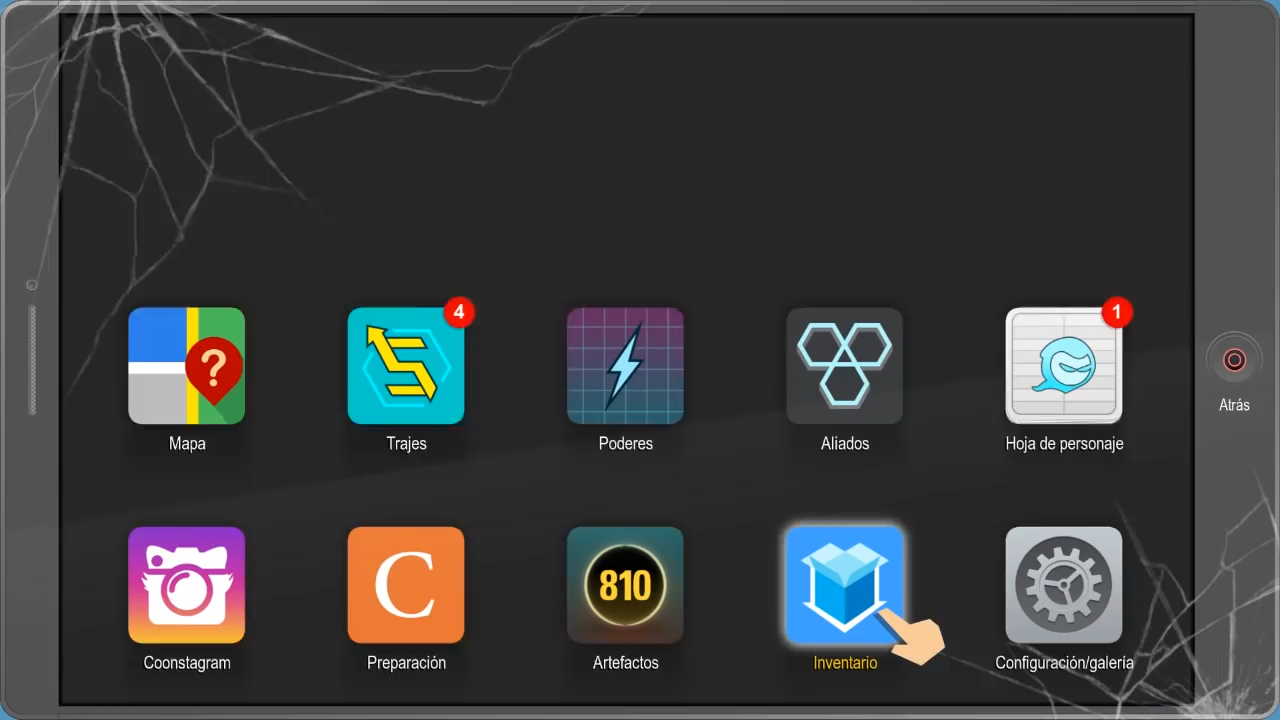 4
1
?
Mapa
Trajes
Poderes
Aliados
Hoja de personaje
Atrás
C
810
Coonstagram
Preparación
Artefactos
Inventario
Configuración/galería